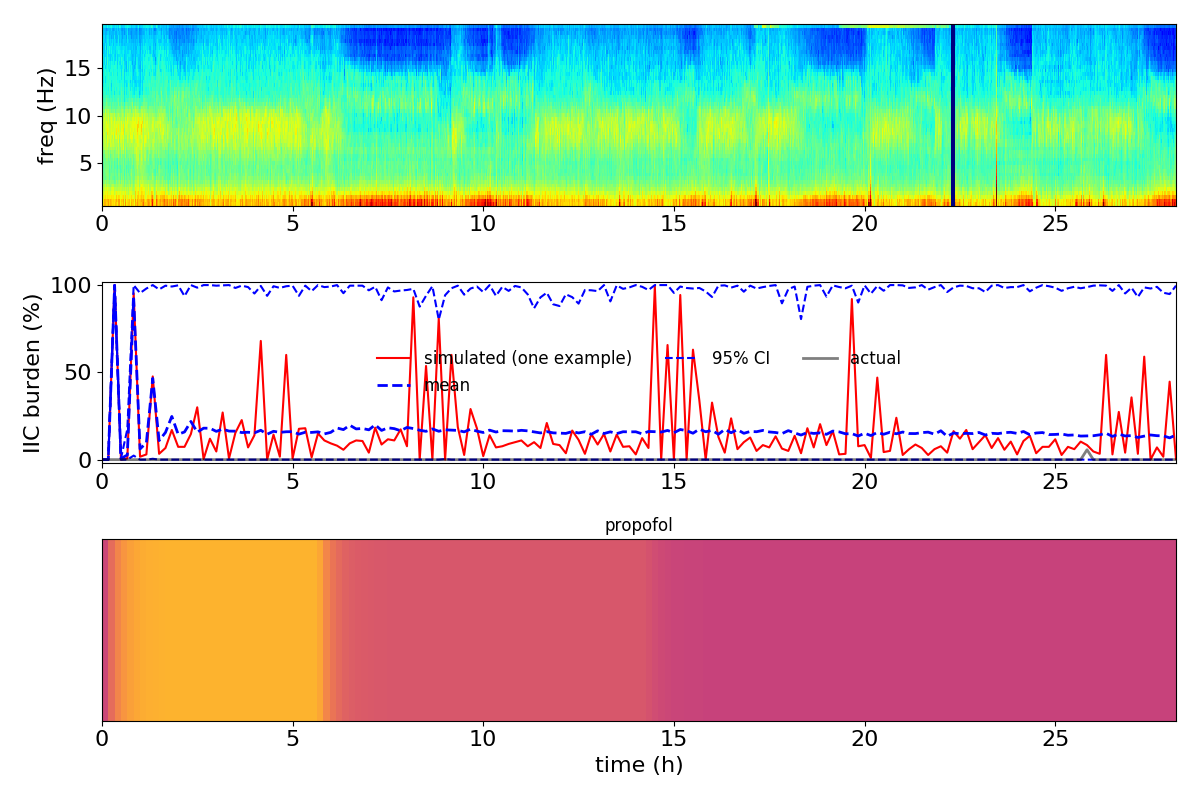 freq (Hz)
15
10
5
0 5 10 15 20 25
IIC burden (%)
100
50
0
simulated (one example) 95% CI actual
mean
0 5 10 15 20 25
propofol
0 5 10 15 20 25
time (h)